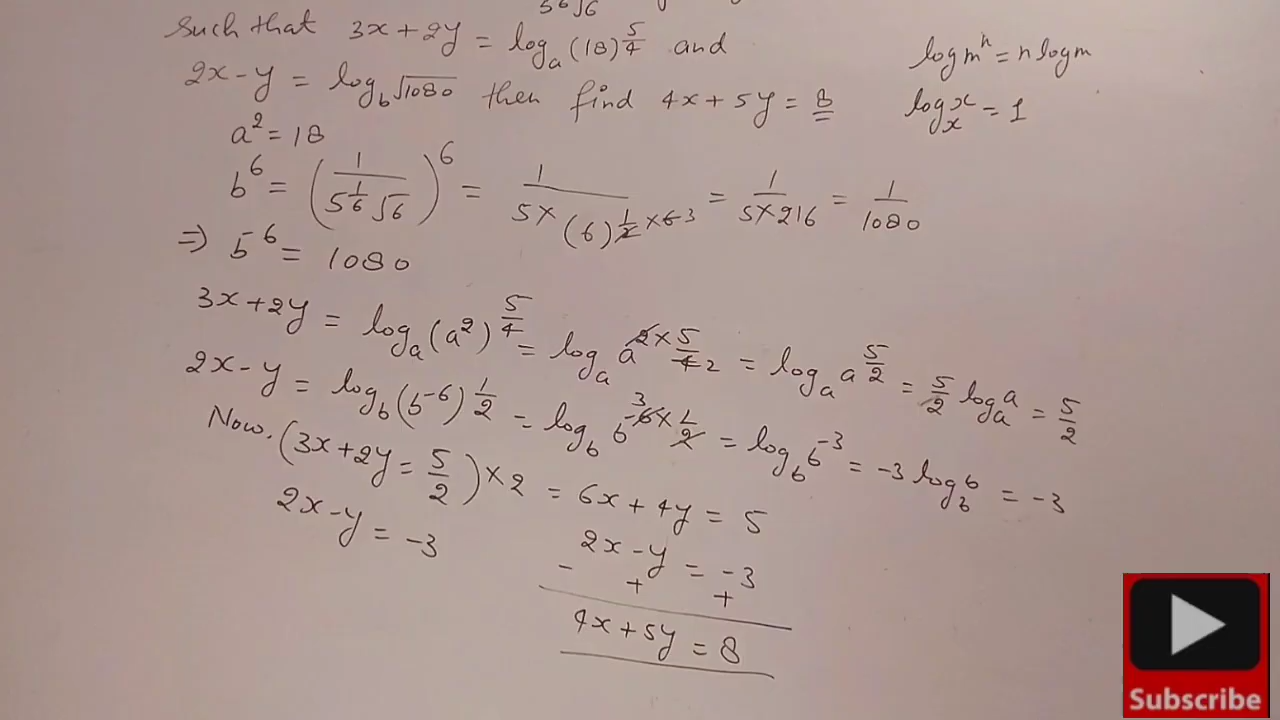 5^(1/6)√6
Such that 3x+2y = log_a(18)^(5/4) and
2x-y = log_b√1080 then find 4x+5y = 8
log m^n = n log m
log_x x = 1
a² = 18
b⁶ = (1/(5^(1/6)√6))⁶ = 1/(5×(6)^(1/2×6 3)) = 1/(5×216) = 1/1080
⇒ b⁻⁶ = 1080
3x+2y = log_a(a²)^(5/4) = log_a a^(2×5/4 2) = log_a a^(5/2) = 5/2 log_a a = 5/2
2x-y = log_b(b⁻⁶)^(1/2) = log_b b^(-6 3×1/2) = log_b b⁻³ = -3 log_b b = -3
Now, (3x+2y = 5/2)×2 = 6x+4y = 5
2x-y = -3
2x-y = -3
- + +
4x+5y = 8
Subscribe